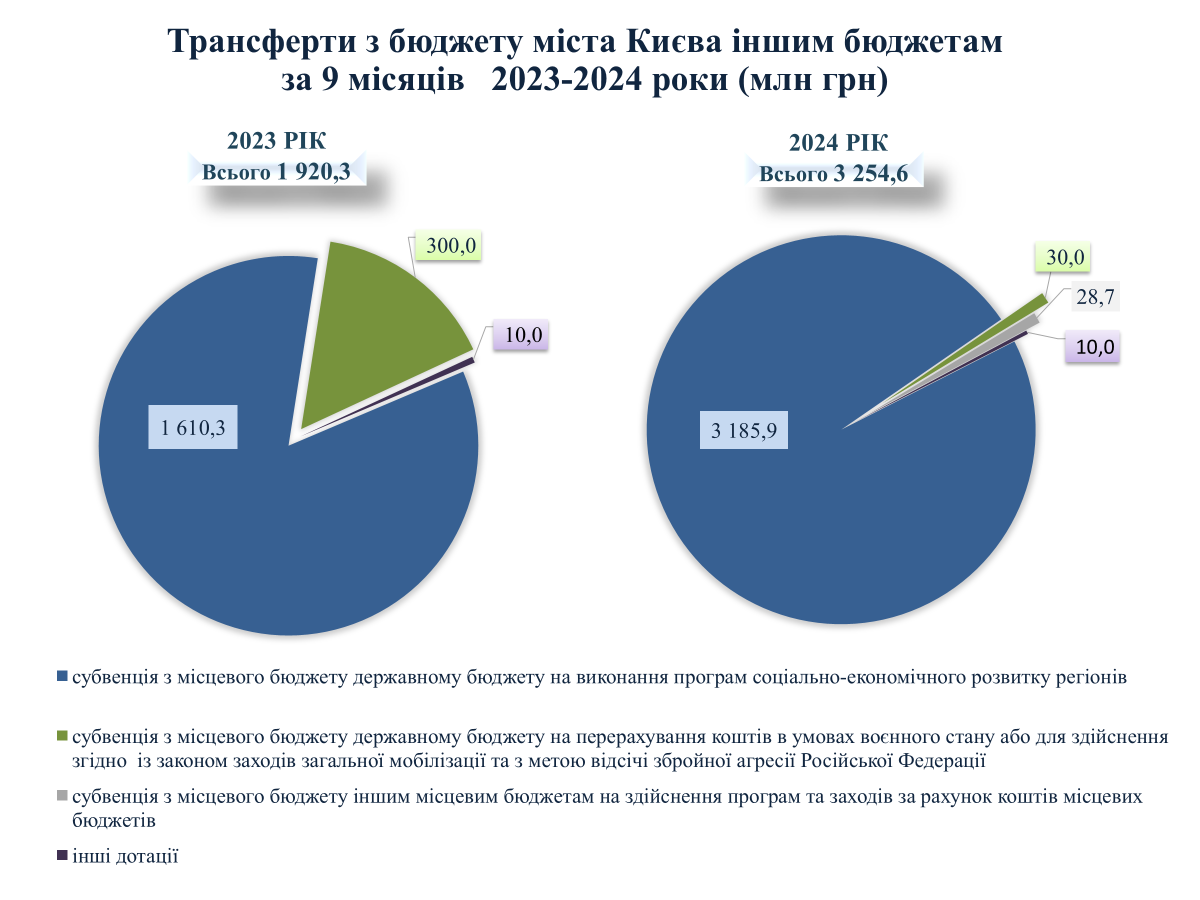 Трансферти з бюджету міста Києва іншим бюджетам
за 9 місяців 2023-2024 роки (млн грн)
2023 РІК
Всього 1 920,3
2024 РІК
Всього 3 254,6
300,0
10,0
1 610,3
30,0
28,7
10,0
3 185,9
субвенція з місцевого бюджету державному бюджету на виконання програм соціально-економічного розвитку регіонів
субвенція з місцевого бюджету державному бюджету на перерахування коштів в умовах воєнного стану або для здійснення
згідно із законом заходів загальної мобілізації та з метою відсічі збройної агресії Російської Федерації
субвенція з місцевого бюджету іншим місцевим бюджетам на здійснення програм та заходів за рахунок коштів місцевих
бюджетів
інші дотації